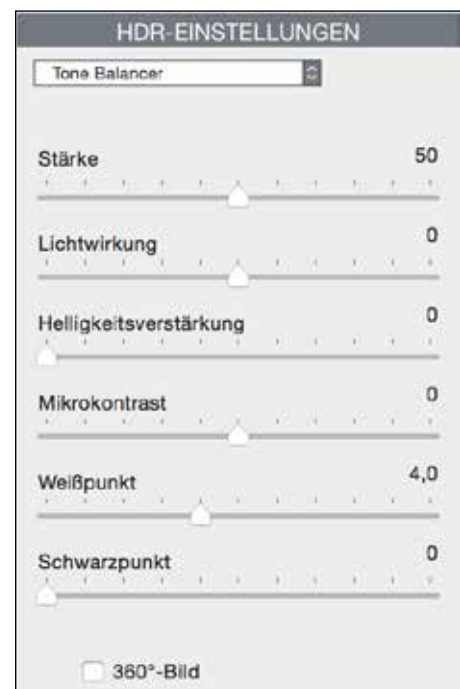 HDR-EINSTELLUNGEN
Tone Balancer
Stärke 50
Lichtwirkung 0
Helligkeitsverstärkung 0
Mikrokontrast 0
Weißpunkt 4,0
Schwarzpunkt 0
360°-Bild